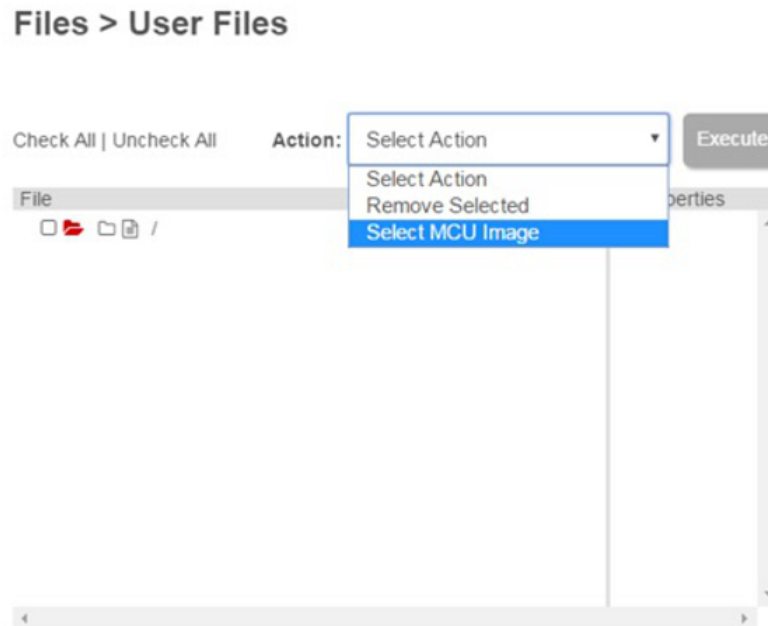 Files > User Files
Check All | Uncheck All Action: Select Action Execute
File perties
Select Action
Remove Selected
Select MCU Image
/